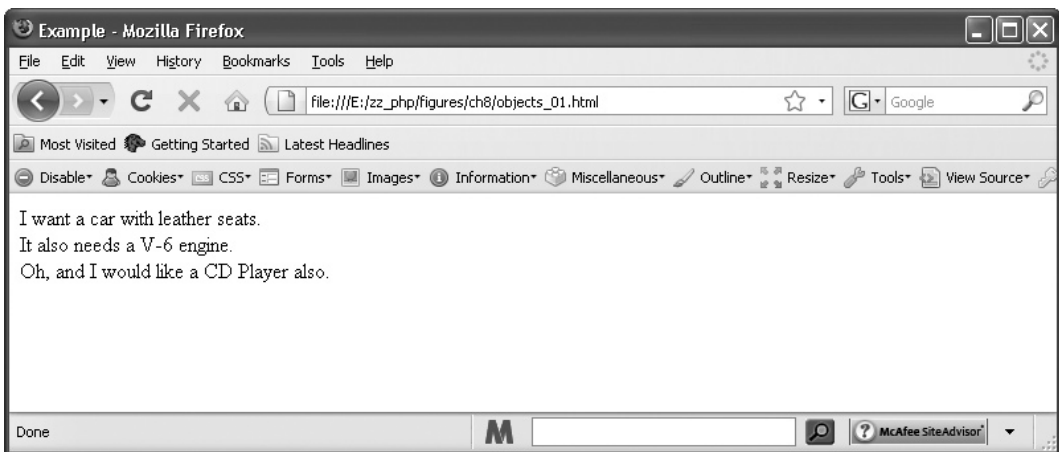 Example - Mozilla Firefox
File Edit View History Bookmarks Tools Help
file:///E:/zz_php/figures/ch8/objects_01.html G Google
Most Visited Getting Started Latest Headlines
Disable Cookies CSS Forms Images Information Miscellaneous Outline Resize Tools View Source
I want a car with leather seats.
It also needs a V-6 engine.
Oh, and I would like a CD Player also.
Done M McAfee SiteAdvisor